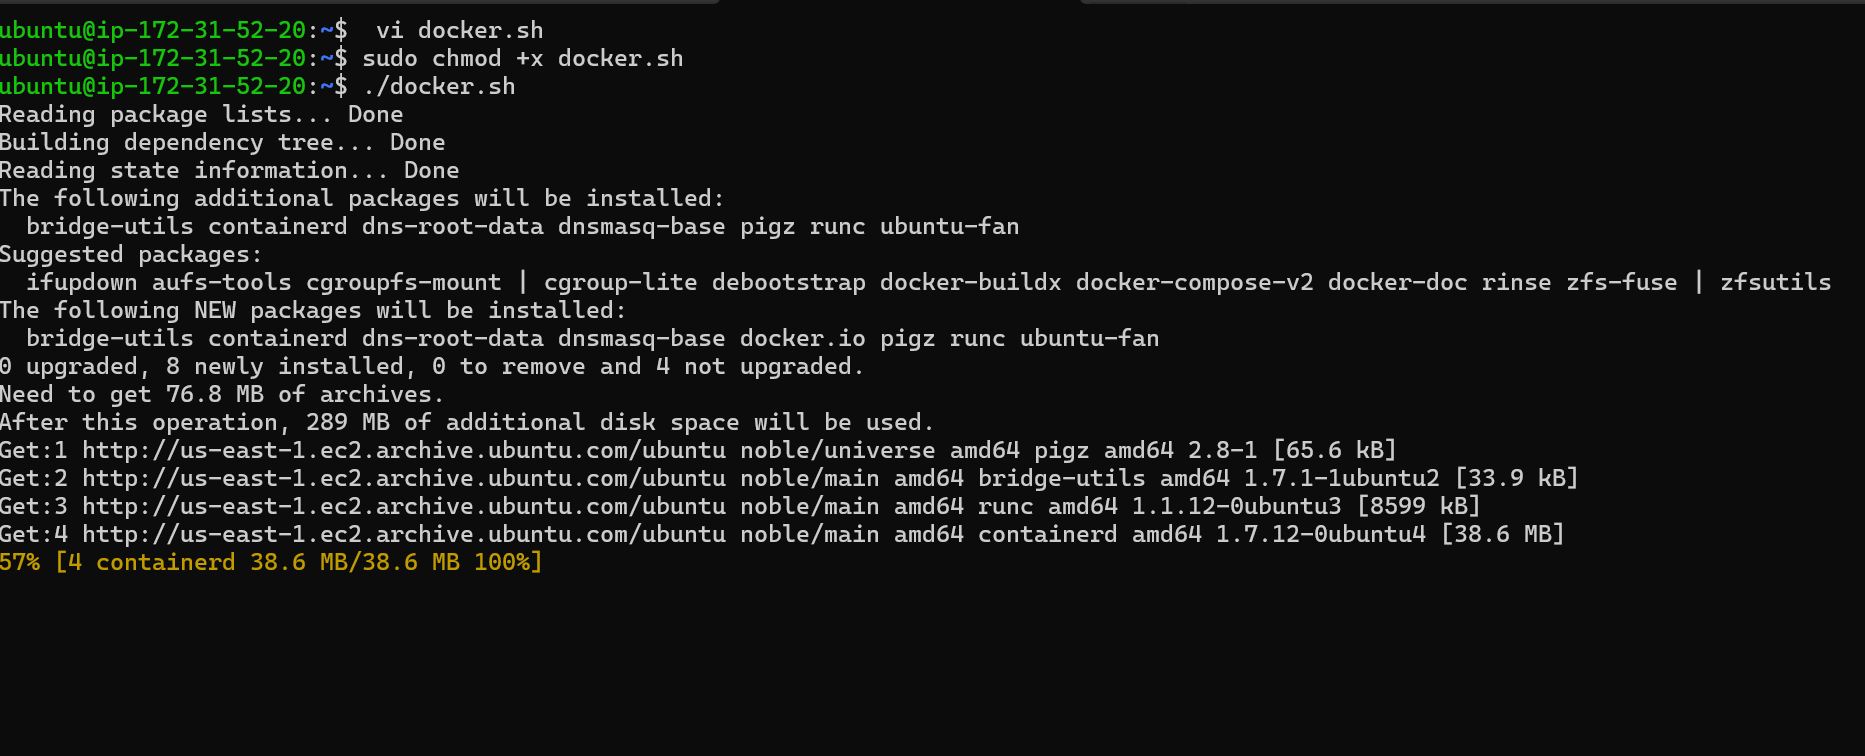 ubuntu@ip-172-31-52-20:~$  vi docker.sh
ubuntu@ip-172-31-52-20:~$ sudo chmod +x docker.sh
ubuntu@ip-172-31-52-20:~$ ./docker.sh
Reading package lists... Done
Building dependency tree... Done
Reading state information... Done
The following additional packages will be installed:
  bridge-utils containerd dns-root-data dnsmasq-base pigz runc ubuntu-fan
Suggested packages:
  ifupdown aufs-tools cgroupfs-mount | cgroup-lite debootstrap docker-buildx docker-compose-v2 docker-doc rinse zfs-fuse | zfsutils
The following NEW packages will be installed:
  bridge-utils containerd dns-root-data dnsmasq-base docker.io pigz runc ubuntu-fan
0 upgraded, 8 newly installed, 0 to remove and 4 not upgraded.
Need to get 76.8 MB of archives.
After this operation, 289 MB of additional disk space will be used.
Get:1 http://us-east-1.ec2.archive.ubuntu.com/ubuntu noble/universe amd64 pigz amd64 2.8-1 [65.6 kB]
Get:2 http://us-east-1.ec2.archive.ubuntu.com/ubuntu noble/main amd64 bridge-utils amd64 1.7.1-1ubuntu2 [33.9 kB]
Get:3 http://us-east-1.ec2.archive.ubuntu.com/ubuntu noble/main amd64 runc amd64 1.1.12-0ubuntu3 [8599 kB]
Get:4 http://us-east-1.ec2.archive.ubuntu.com/ubuntu noble/main amd64 containerd amd64 1.7.12-0ubuntu4 [38.6 MB]
57% [4 containerd 38.6 MB/38.6 MB 100%]